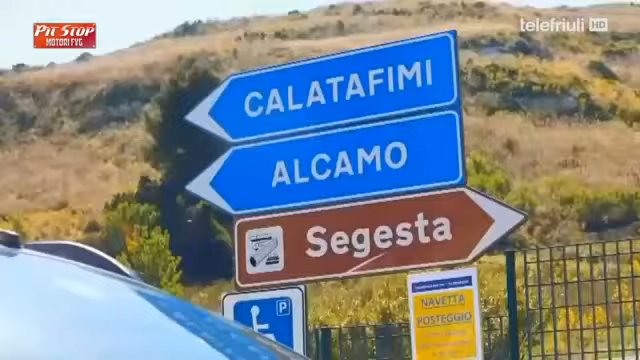 PIT STOP
MOTORI FVG
telefriuli HD
CALATAFIMI
ALCAMO
Segesta
P
NAVETTA
POSTEGGIO